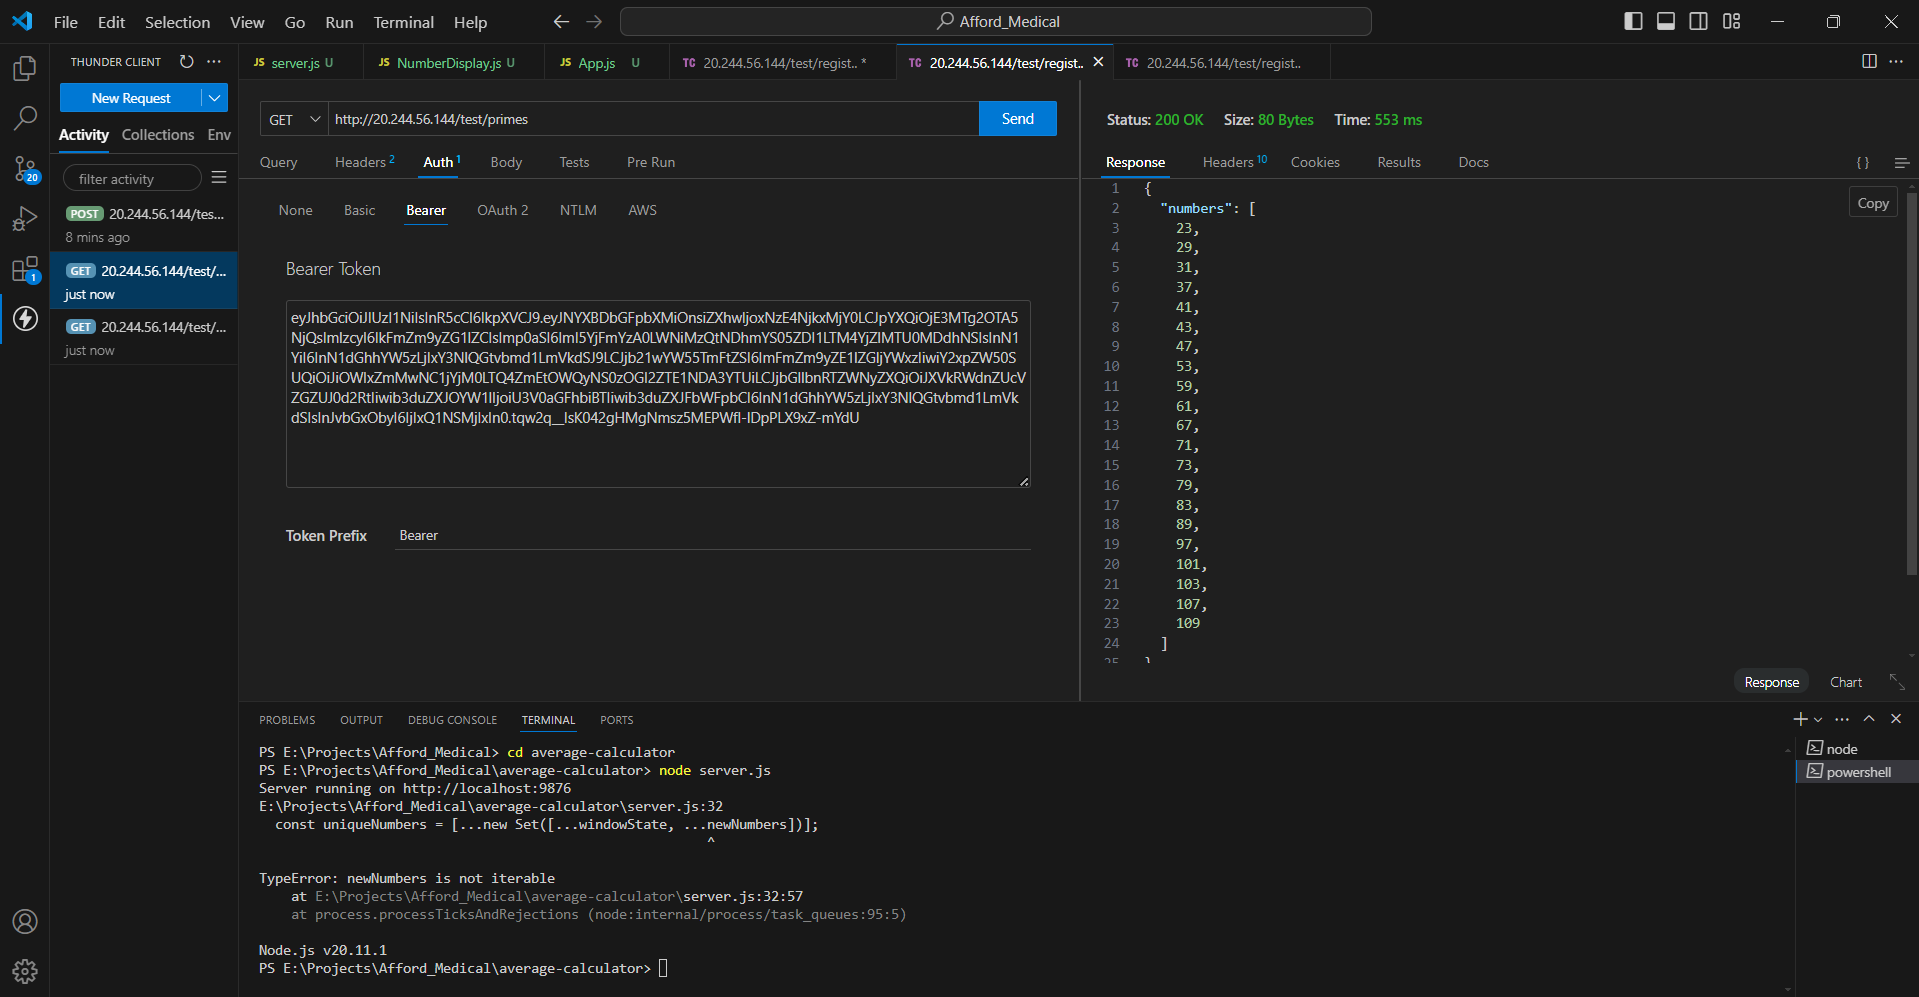 File Edit Selection View Go Run Terminal Help
Afford_Medical
THUNDER CLIENT
New Request
Activity Collections Env
filter activity
POST 20.244.56.144/tes...
8 mins ago
GET 20.244.56.144/test/...
just now
GET 20.244.56.144/test/...
just now
20
1
JS server.js U
JS NumberDisplay.js U
JS App.js U
TC 20.244.56.144/test/regist.. *
TC 20.244.56.144/test/regist..
TC 20.244.56.144/test/regist..
GET http://20.244.56.144/test/primes Send
Query Headers 2 Auth 1 Body Tests Pre Run
None Basic Bearer OAuth 2 NTLM AWS
Bearer Token
Token Prefix Bearer
Status: 200 OK Size: 80 Bytes Time: 553 ms
Response Headers 10 Cookies Results Docs
{ }
Copy
1 {
2 "numbers": [
3 23,
4 29,
5 31,
6 37,
7 41,
8 43,
9 47,
10 53,
11 59,
12 61,
13 67,
14 71,
15 73,
16 79,
17 83,
18 89,
19 97,
20 101,
21 103,
22 107,
23 109
24 ]
25 }
Response Chart
PROBLEMS OUTPUT DEBUG CONSOLE TERMINAL PORTS
PS E:\Projects\Afford_Medical> cd average-calculator
PS E:\Projects\Afford_Medical\average-calculator> node server.js
Server running on http://localhost:9876
E:\Projects\Afford_Medical\average-calculator\server.js:32
const uniqueNumbers = [...new Set([...windowState, ...newNumbers])];
^
TypeError: newNumbers is not iterable
at E:\Projects\Afford_Medical\average-calculator\server.js:32:57
at process.processTicksAndRejections (node:internal/process/task_queues:95:5)
Node.js v20.11.1
PS E:\Projects\Afford_Medical\average-calculator>
node
powershell